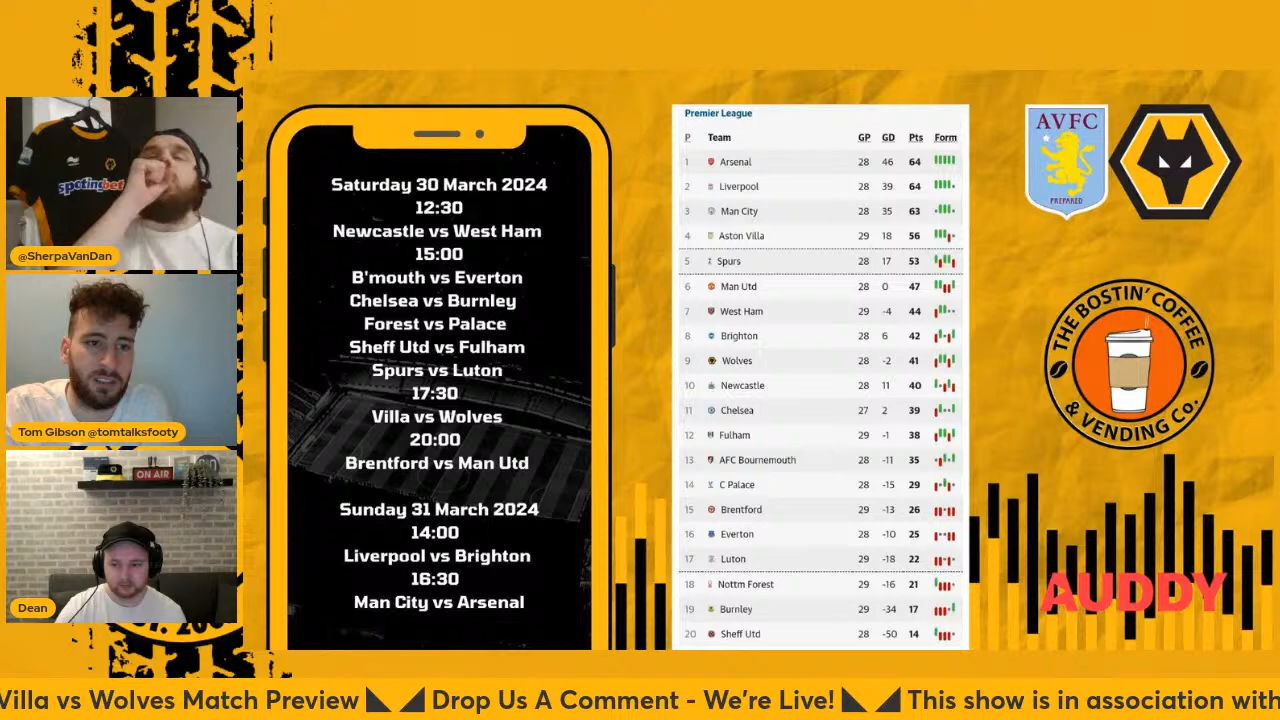 spotingbet
@SherpaVanDan
Tom Gibson @tomtalksfooty
ON AIR
Dean
Saturday 30 March 2024
12:30
Newcastle vs West Ham
15:00
B'mouth vs Everton
Chelsea vs Burnley
Forest vs Palace
Sheff Utd vs Fulham
Spurs vs Luton
17:30
Villa vs Wolves
20:00
Brentford vs Man Utd
Sunday 31 March 2024
14:00
Liverpool vs Brighton
16:30
Man City vs Arsenal
Premier League
P Team GP GD Pts Form
1 Arsenal 28 46 64
2 Liverpool 28 39 64
3 Man City 28 35 63
4 Aston Villa 29 18 56
5 Spurs 28 17 53
6 Man Utd 28 0 47
7 West Ham 29 -4 44
8 Brighton 28 6 42
9 Wolves 28 -2 41
10 Newcastle 28 11 40
11 Chelsea 27 2 39
12 Fulham 29 -1 38
13 AFC Bournemouth 28 -11 35
14 C Palace 28 -15 29
15 Brentford 29 -13 26
16 Everton 28 -10 25
17 Luton 29 -18 22
18 Nottm Forest 29 -16 21
19 Burnley 29 -34 17
20 Sheff Utd 28 -50 14
AVFC
PREPARED
THE BOSTIN' COFFEE
& VENDING Co.
AUDDY
Villa vs Wolves Match Preview Drop Us A Comment - We're Live! This show is in association with